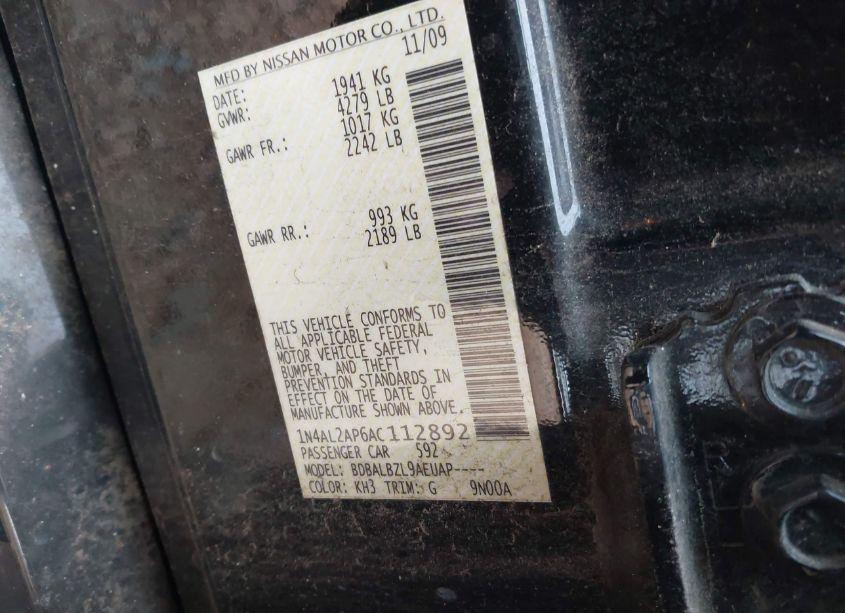 MFD BY NISSAN MOTOR CO., LTD.
DATE: 11/09
GVWR: 1941 KG
4279 LB
GAWR FR.: 1017 KG
2242 LB
GAWR RR.: 993 KG
2189 LB
THIS VEHICLE CONFORMS TO
ALL APPLICABLE FEDERAL
MOTOR VEHICLE SAFETY,
BUMPER, AND THEFT
PREVENTION STANDARDS IN
EFFECT ON THE DATE OF
MANUFACTURE SHOWN ABOVE.
1N4AL2AP6AC112892
PASSENGER CAR S92
MODEL: BDBALBZL9AEUAP----
COLOR: KH3 TRIM: G 9N00A